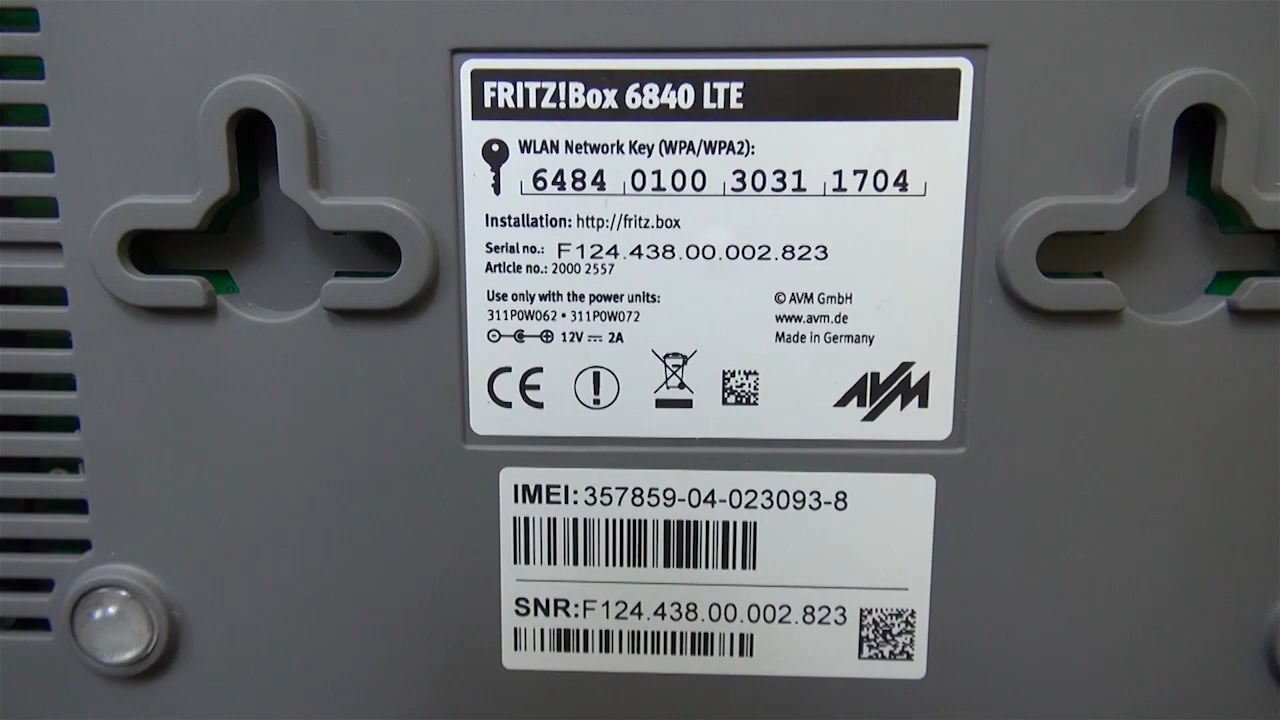 FRITZ!Box 6840 LTE
WLAN Network Key (WPA/WPA2):
6484 0100 3031 1704
Installation: http://fritz.box
Serial no.: F124.438.00.002.823
Article no.: 2000 2557
Use only with the power units:
311P0W062 • 311P0W072
12V ⎓ 2A
© AVM GmbH
www.avm.de
Made in Germany
CE
AVM
IMEI: 357859-04-023093-8
SNR:F124.438.00.002.823